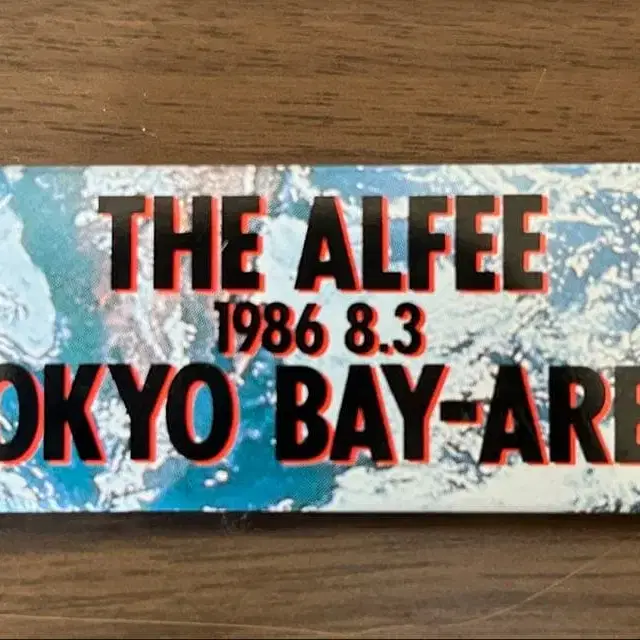 THE ALFEE
1986 8.3
OKYO BAY-ARE